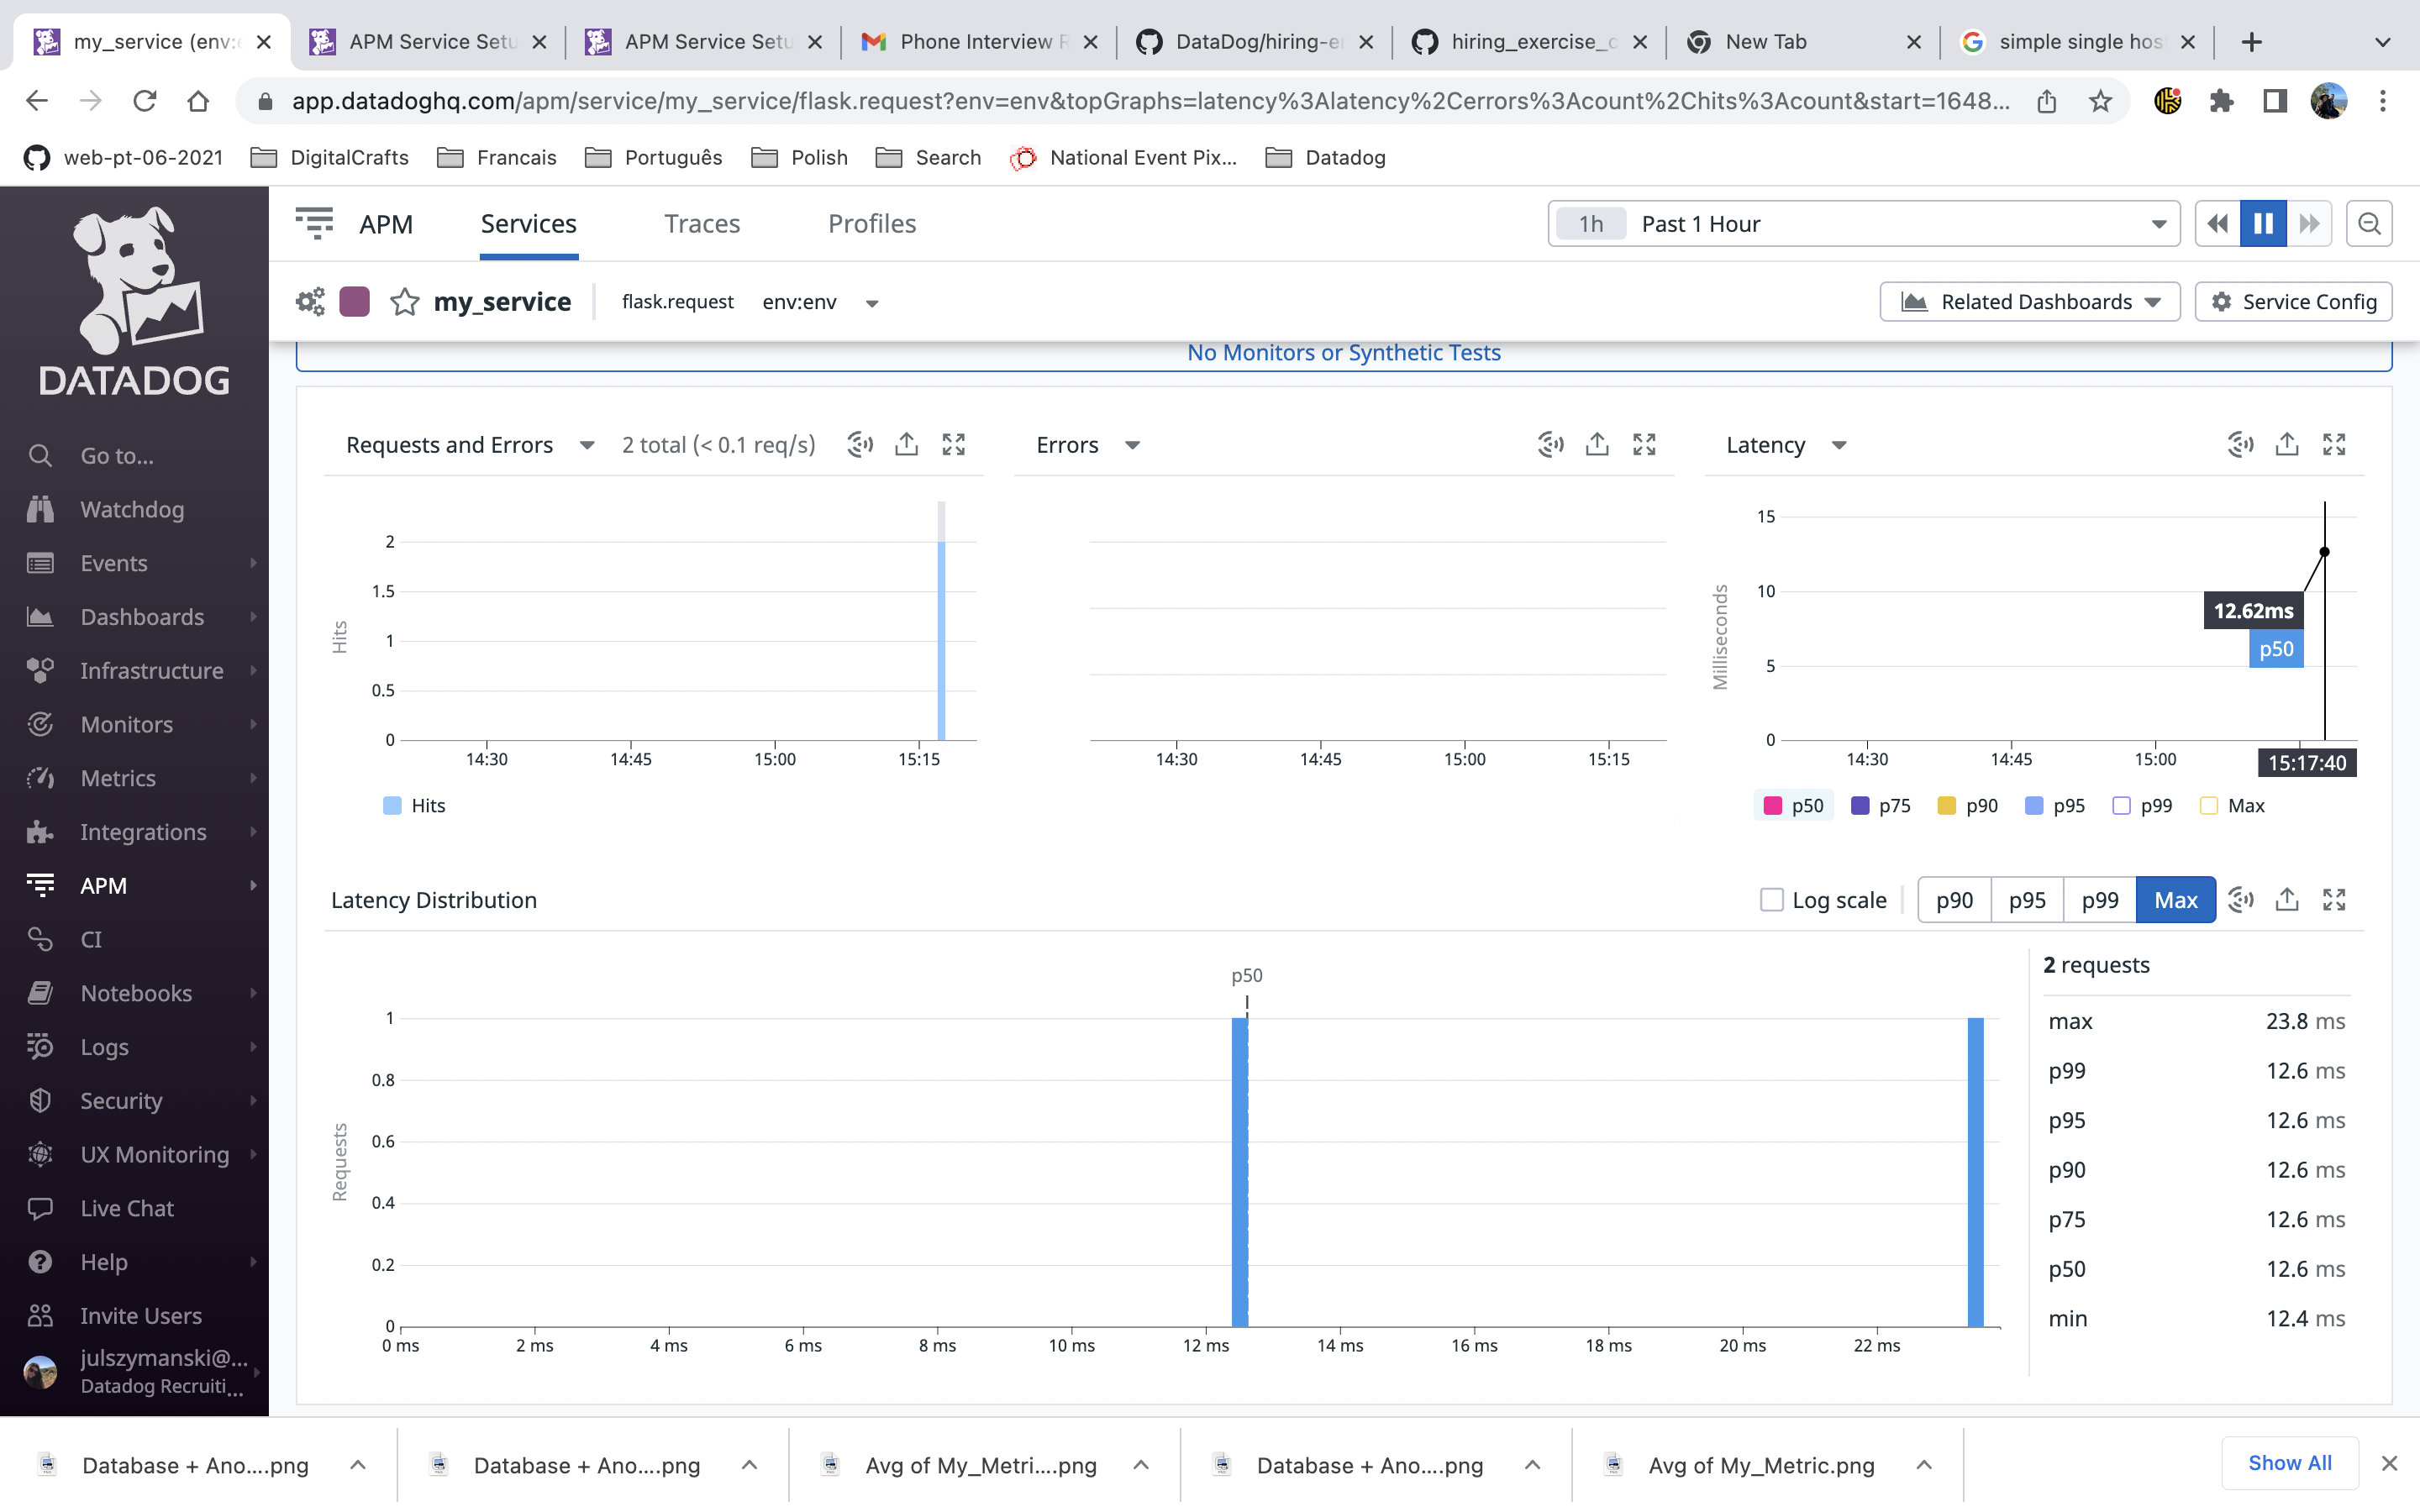 my_service (env:e
APM Service Setu
APM Service Setu
Phone Interview R
DataDog/hiring-e
hiring_exercise_c
New Tab
simple single hos
app.datadoghq.com/apm/service/my_service/flask.request?env=env&topGraphs=latency%3Alatency%2Cerrors%3Acount%2Chits%3Acount&start=1648...
web-pt-06-2021
DigitalCrafts
Francais
Português
Polish
Search
National Event Pix...
Datadog
DATADOG
Go to...
Watchdog
Events
Dashboards
Infrastructure
Monitors
Metrics
Integrations
APM
CI
Notebooks
Logs
Security
UX Monitoring
Live Chat
Help
Invite Users
julszymanski@...
Datadog Recruiti...
APM
Services
Traces
Profiles
1h Past 1 Hour
my_service
flask.request
env:env
Related Dashboards
Service Config
No Monitors or Synthetic Tests
Requests and Errors
2 total (< 0.1 req/s)
Hits
2
1.5
1
0.5
0
14:30 14:45 15:00 15:15
Hits
Errors
14:30 14:45 15:00 15:15
Latency
Milliseconds
15
10
5
0
12.62ms
p50
14:30 14:45 15:00 15:17:40
p50 p75 p90 p95 p99 Max
Latency Distribution
Log scale
p90 p95 p99 Max
p50
Requests
1
0.8
0.6
0.4
0.2
0
0 ms 2 ms 4 ms 6 ms 8 ms 10 ms 12 ms 14 ms 16 ms 18 ms 20 ms 22 ms
2 requests
max 23.8 ms
p99 12.6 ms
p95 12.6 ms
p90 12.6 ms
p75 12.6 ms
p50 12.6 ms
min 12.4 ms
Database + Ano....png
Database + Ano....png
Avg of My_Metri....png
Database + Ano....png
Avg of My_Metric.png
Show All